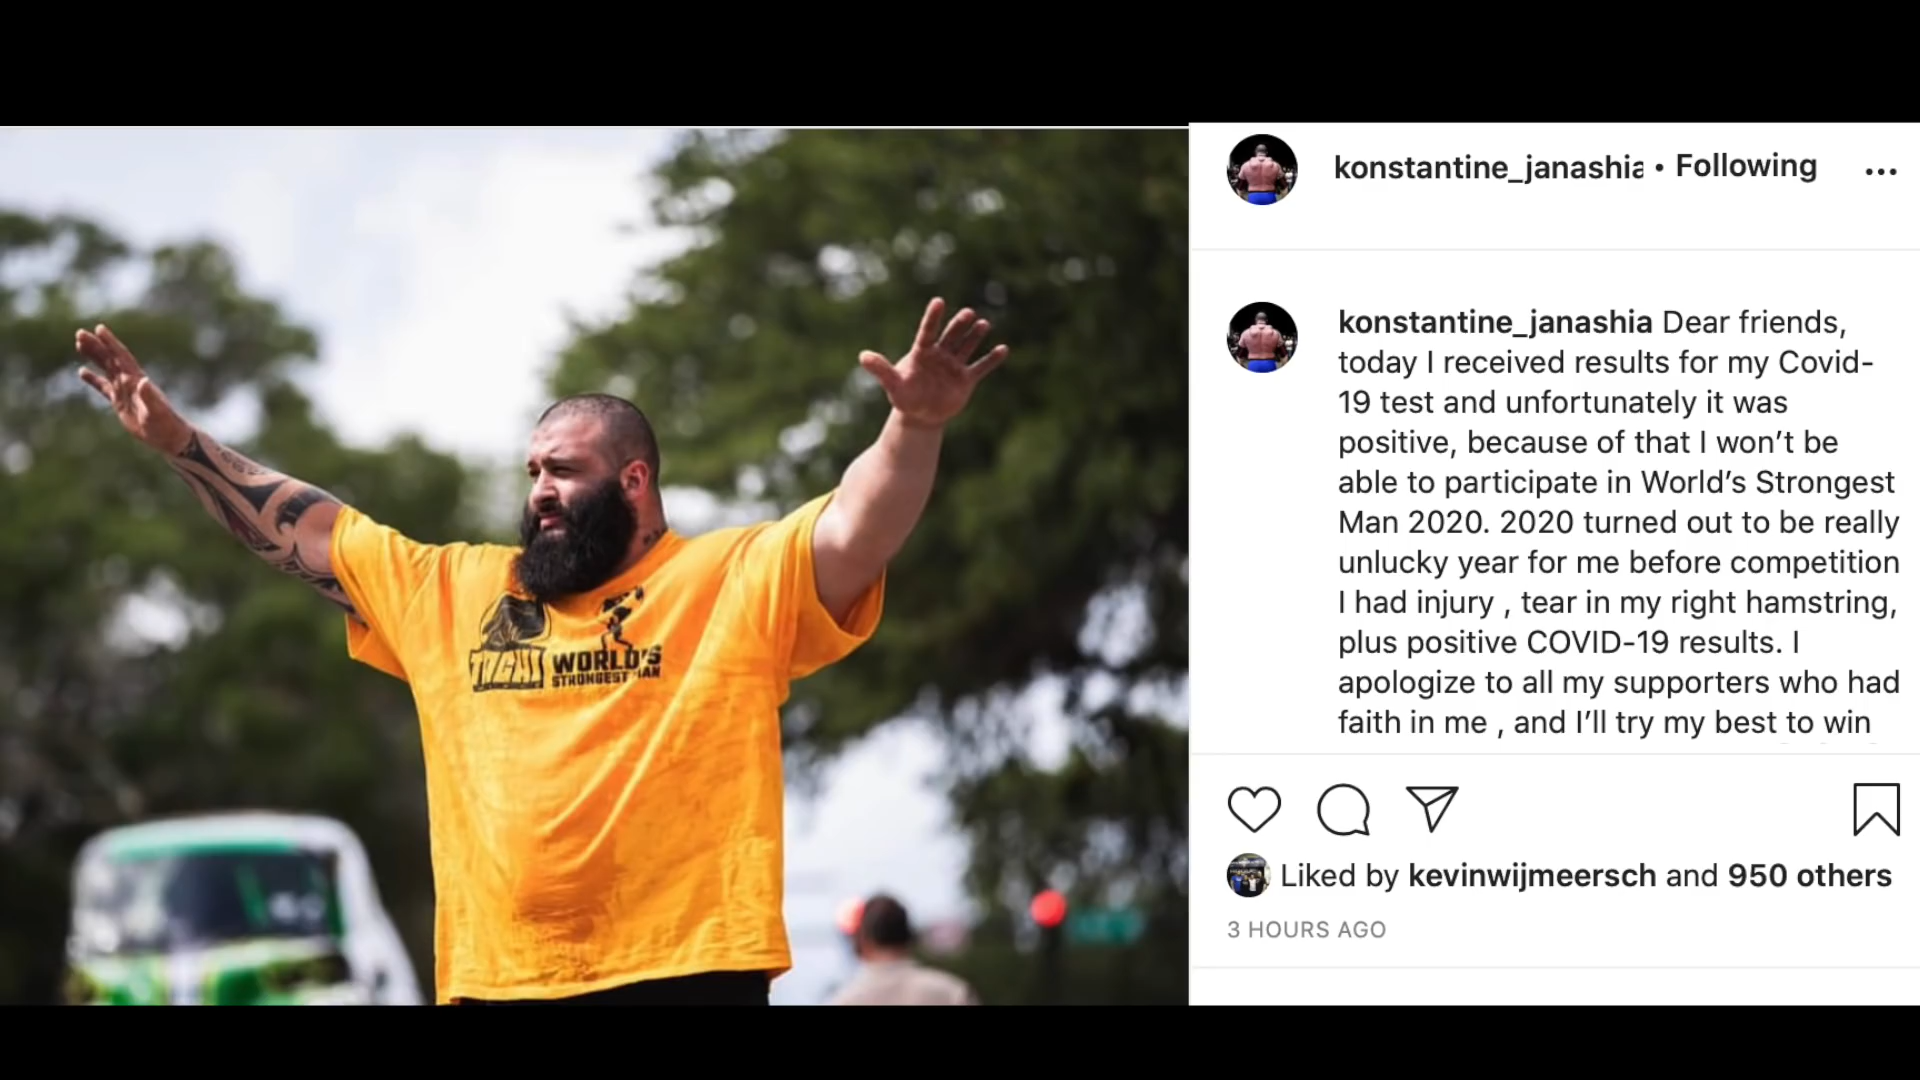 konstantine_janashia • Following
konstantine_janashia Dear friends,
today I received results for my Covid-
19 test and unfortunately it was
positive, because of that I won’t be
able to participate in World’s Strongest
Man 2020. 2020 turned out to be really
unlucky year for me before competition
I had injury , tear in my right hamstring,
plus positive COVID-19 results. I
apologize to all my supporters who had
faith in me , and I’ll try my best to win
Liked by kevinwijmeersch and 950 others
3 HOURS AGO
WORLD'S
STRONGEST MAN